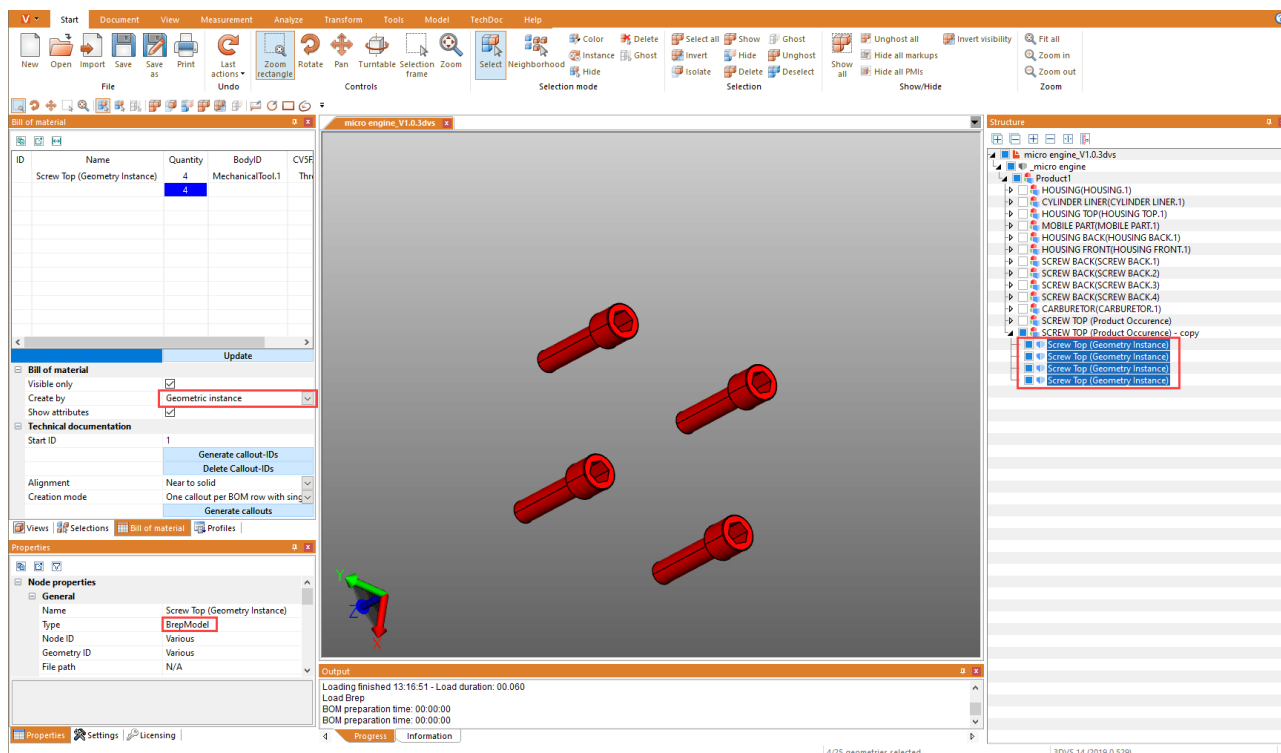 V
Start Document View Measurement Analyze Transform Tools Model TechDoc Help
New Open Import Save Save as Print
File
Last actions
Undo
Zoom rectangle Rotate Pan Turntable Selection frame Zoom
Controls
Select Neighborhood
Color Delete
Instance Ghost
Hide
Selection mode
Select all Show Ghost
Invert Hide Unghost
Isolate Delete Deselect
Selection
Show all
Unghost all Invert visibility
Hide all markups
Hide all PMIs
Show/Hide
Fit all
Zoom in
Zoom out
Zoom
Bill of material
ID Name Quantity BodyID
Screw Top (Geometry Instance) 4 MechanicalTool.1
4
Update
Bill of material
Visible only
Create by Geometric instance
Show attributes
Technical documentation
Start ID 1
Generate callout-IDs
Delete Callout-IDs
Alignment Near to solid
Creation mode One callout per BOM row with
Generate callouts
Views Selections Bill of material Profiles
Properties
Node properties
General
Name Screw Top (Geometry Instance)
Type BrepModel
Node ID Various
Geometry ID Various
File path N/A
Properties Settings Licensing
micro engine_V1.0.3dvs
Y
Z
X
Output
Loading finished 13:16:51 - Load duration: 00.060
Load Brep
BOM preparation time: 00:00:00
BOM preparation time: 00:00:00
Progress Information
Structure
micro engine_V1.0.3dvs
_micro engine
Product1
HOUSING(HOUSING.1)
CYLINDER LINER(CYLINDER LINER.1)
HOUSING TOP(HOUSING TOP.1)
MOBILE PART(MOBILE PART.1)
HOUSING BACK(HOUSING BACK.1)
HOUSING FRONT(HOUSING FRONT.1)
SCREW BACK(SCREW BACK.1)
SCREW BACK(SCREW BACK.2)
SCREW BACK(SCREW BACK.3)
SCREW BACK(SCREW BACK.4)
CARBURETOR(CARBURETOR.1)
SCREW TOP (Product Occurence)
SCREW TOP (Product Occurence) - copy
Screw Top (Geometry Instance)
Screw Top (Geometry Instance)
Screw Top (Geometry Instance)
Screw Top (Geometry Instance)
4/25 geometries selected